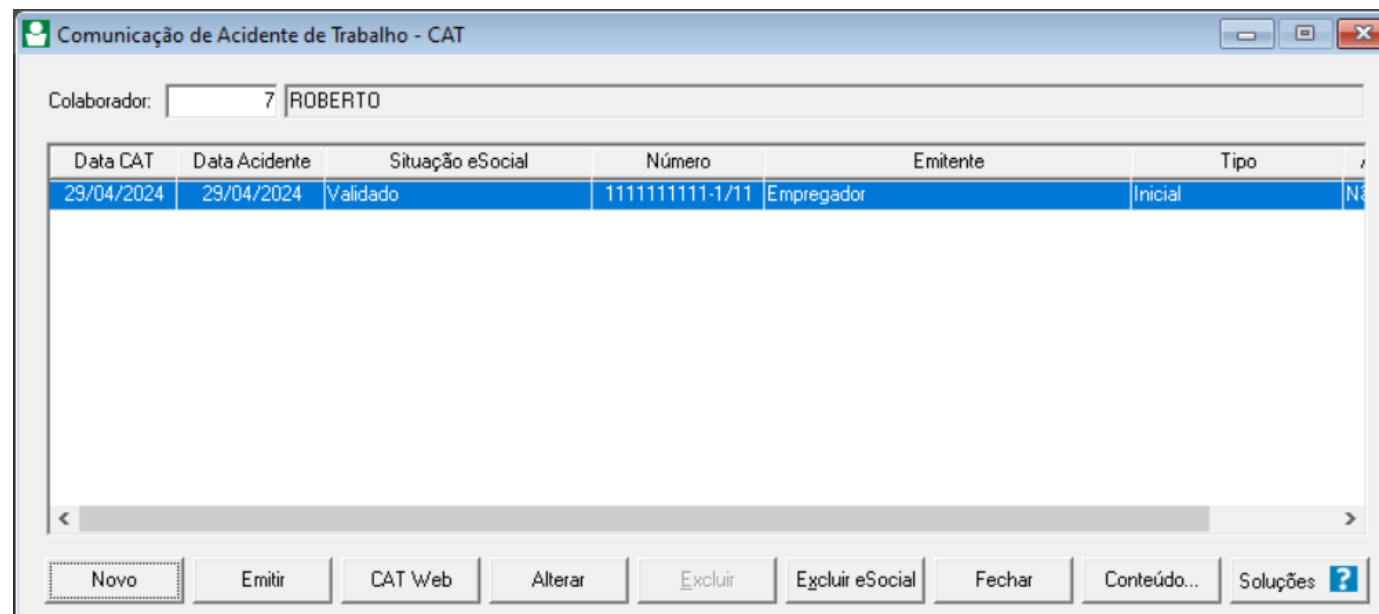 Comunicação de Acidente de Trabalho - CAT
Colaborador: 7 ROBERTO
Data CAT Data Acidente Situação eSocial Número Emitente Tipo
29/04/2024 29/04/2024 Validado 1111111111-1/11 Empregador Inicial Nã
Novo Emitir CAT Web Alterar Excluir Excluir eSocial Fechar Conteúdo... Soluções ?